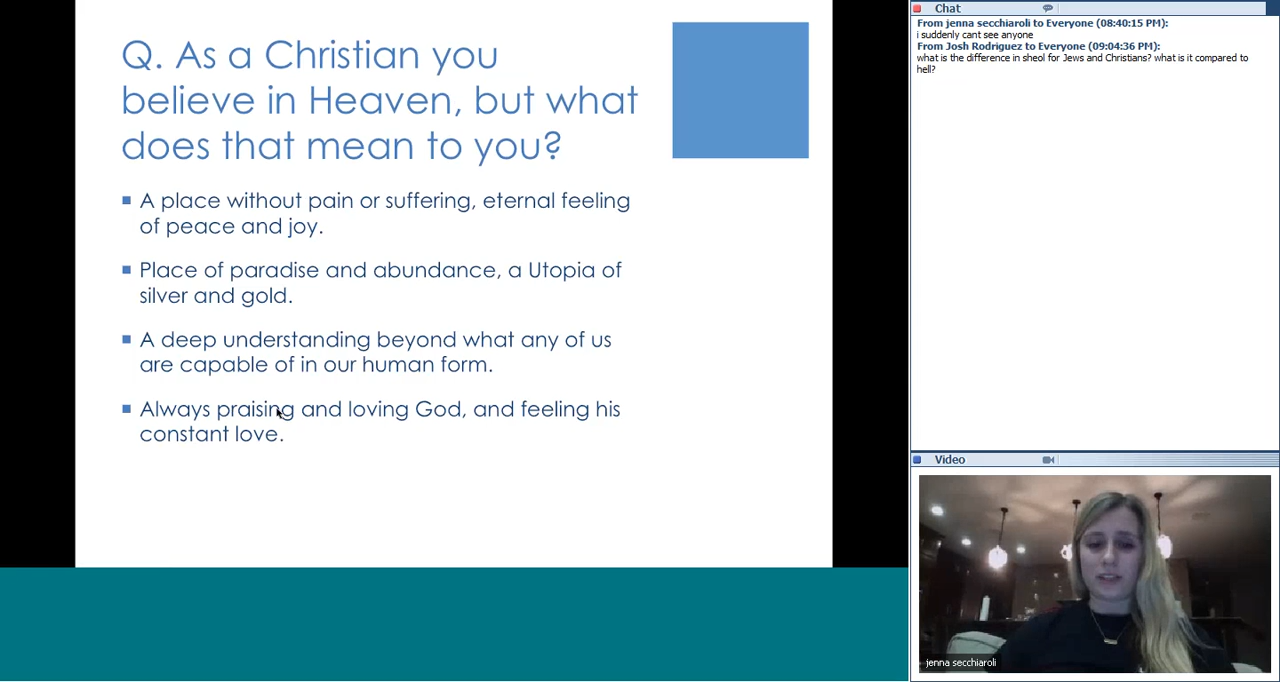 Q. As a Christian you
believe in Heaven, but what
does that mean to you?
A place without pain or suffering, eternal feeling
of peace and joy.
Place of paradise and abundance, a Utopia of
silver and gold.
A deep understanding beyond what any of us
are capable of in our human form.
Always praising and loving God, and feeling his
constant love.
Chat
From jenna secchiaroli to Everyone (08:40:15 PM):
i suddenly cant see anyone
From Josh Rodriguez to Everyone (09:04:36 PM):
what is the difference in sheol for Jews and Christians? what is it compared to
hell?
Video
jenna secchiaroli